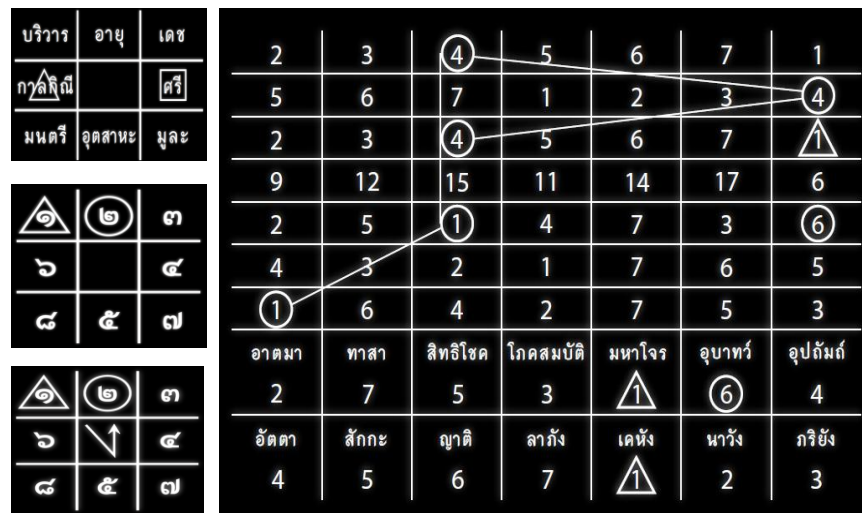 บริวาร อายุ เดช
กาลกิณี ศรี
มนตรี อุตสาหะ มูละ
๑ ๒ ๓
๖ ๔
๘ ๕ ๗
๑ ๒ ๓
๖ ๔
๘ ๕ ๗
2 3 4 5 6 7 1
5 6 7 1 2 3 4
2 3 4 5 6 7 1
9 12 15 11 14 17 6
2 5 1 4 7 3 6
4 3 2 1 7 6 5
1 6 4 2 7 5 3
อาตมา ทาสา สิทธิโชค โภคสมบัติ มหาโจร อุบาทว์ อุปถัมถ์
2 7 5 3 1 6 4
อัตตา สักกะ ญาติ ลาภัง เคหัง นาวัง ภริยัง
4 5 6 7 1 2 3